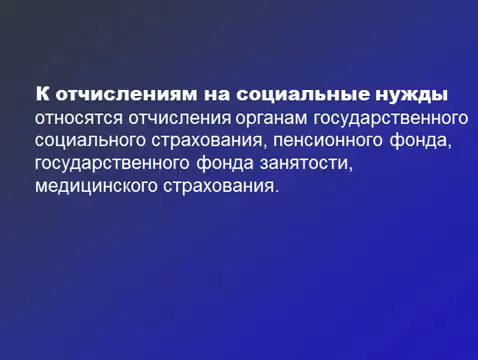 К отчислениям на социальные нужды
относятся отчисления органам государственного
социального страхования, пенсионного фонда,
государственного фонда занятости,
медицинского страхования.